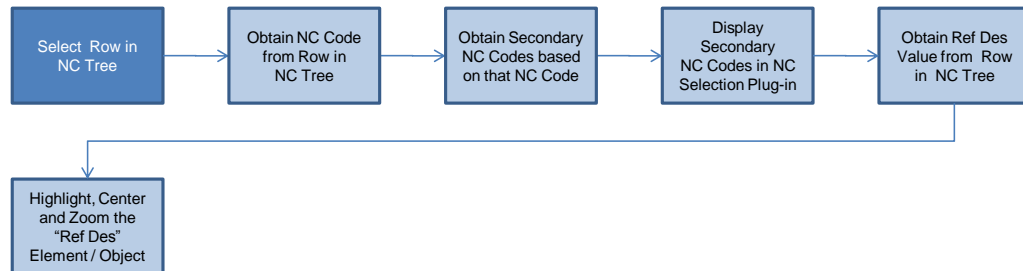 Select Row in
NC Tree
Obtain NC Code
from Row in
NC Tree
Obtain Secondary
NC Codes based
on that NC Code
Display
Secondary
NC Codes in NC
Selection Plug-in
Obtain Ref Des
Value from Row
in NC Tree
Highlight, Center
and Zoom the
“Ref Des”
Element / Object